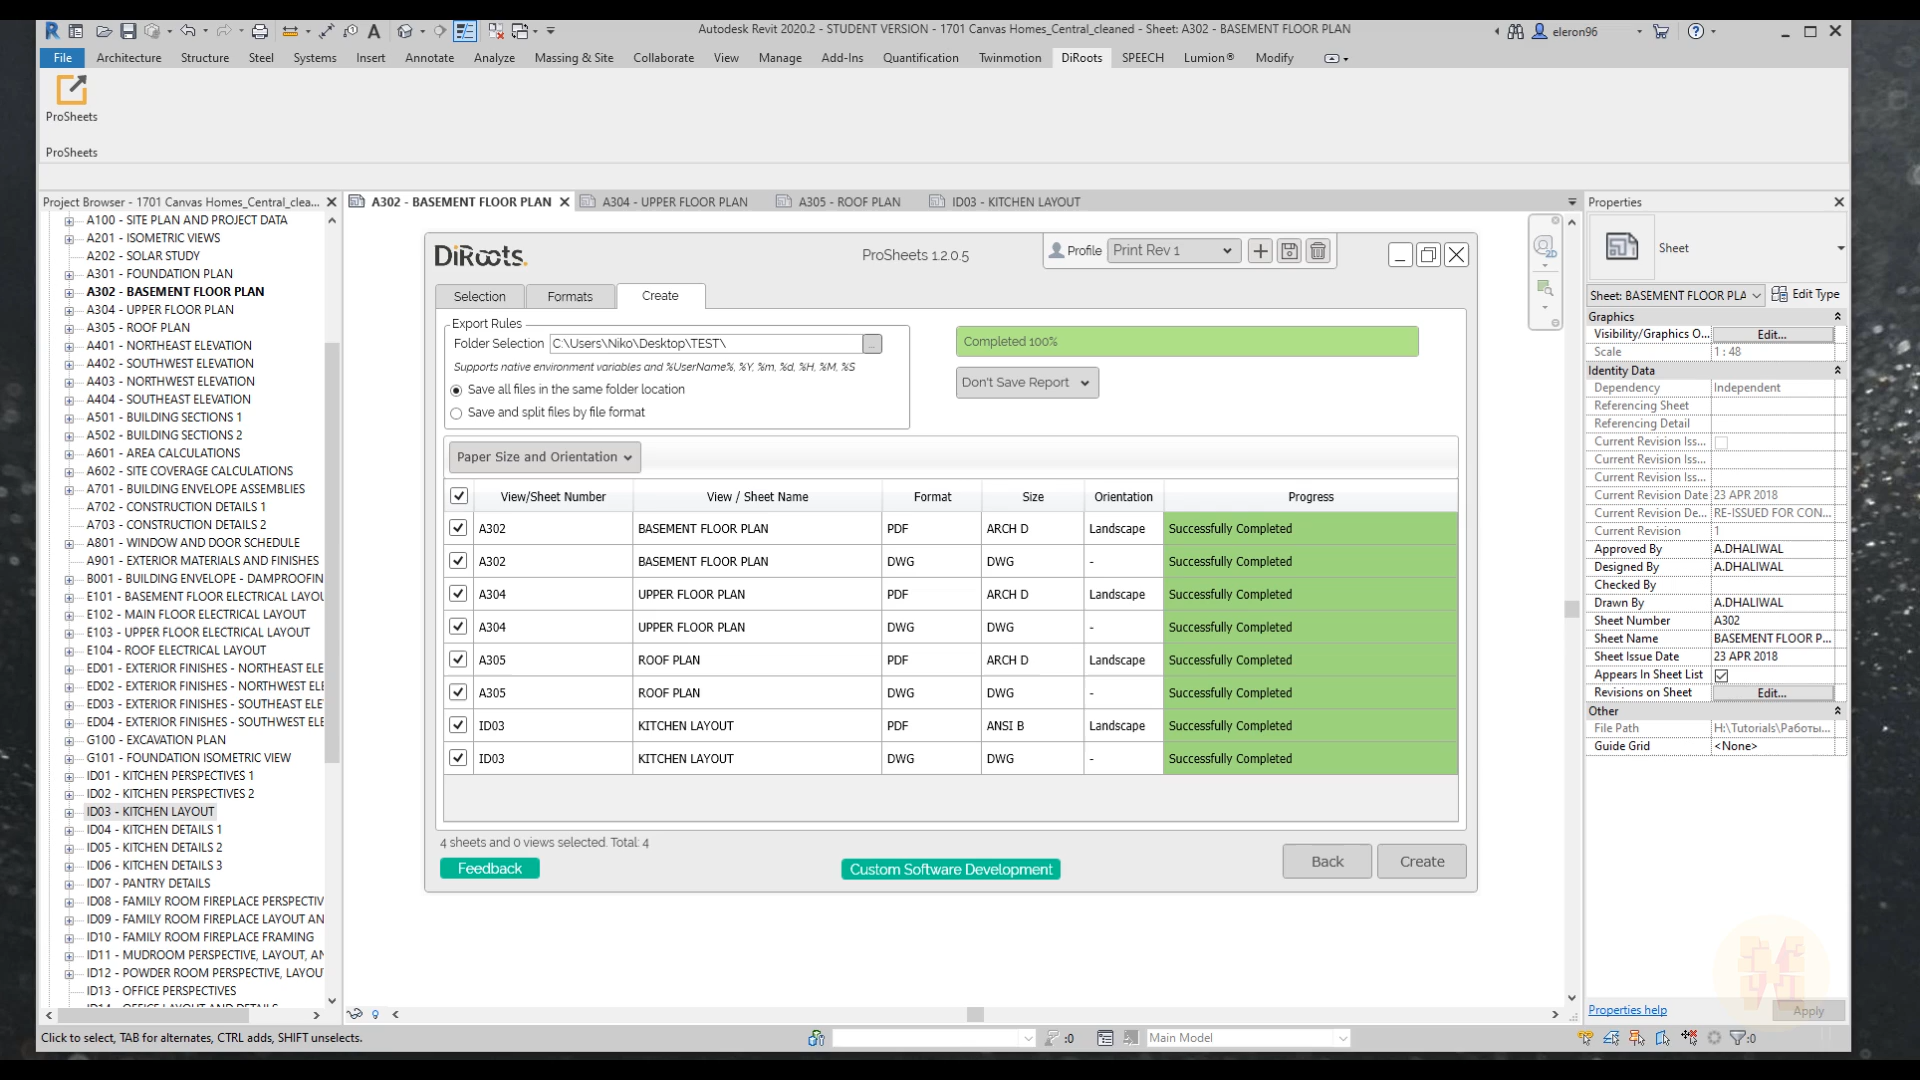 Autodesk Revit 2020.2 - STUDENT VERSION - 1701 Canvas Homes_Central_cleaned - Sheet: A302 - BASEMENT FLOOR PLAN
eleron96
File Architecture Structure Steel Systems Insert Annotate Analyze Massing & Site Collaborate View Manage Add-Ins Quantification Twinmotion DiRoots SPEECH Lumion® Modify
ProSheets
ProSheets
Project Browser - 1701 Canvas Homes_Central_clea...
A100 - SITE PLAN AND PROJECT DATA
A201 - ISOMETRIC VIEWS
A202 - SOLAR STUDY
A301 - FOUNDATION PLAN
A302 - BASEMENT FLOOR PLAN
A304 - UPPER FLOOR PLAN
A305 - ROOF PLAN
A401 - NORTHEAST ELEVATION
A402 - SOUTHWEST ELEVATION
A403 - NORTHWEST ELEVATION
A404 - SOUTHEAST ELEVATION
A501 - BUILDING SECTIONS 1
A502 - BUILDING SECTIONS 2
A601 - AREA CALCULATIONS
A602 - SITE COVERAGE CALCULATIONS
A701 - BUILDING ENVELOPE ASSEMBLIES
A702 - CONSTRUCTION DETAILS 1
A703 - CONSTRUCTION DETAILS 2
A801 - WINDOW AND DOOR SCHEDULE
A901 - EXTERIOR MATERIALS AND FINISHES
B001 - BUILDING ENVELOPE - DAMPROOFIN
E101 - BASEMENT FLOOR ELECTRICAL LAYOU
E102 - MAIN FLOOR ELECTRICAL LAYOUT
E103 - UPPER FLOOR ELECTRICAL LAYOUT
E104 - ROOF ELECTRICAL LAYOUT
ED01 - EXTERIOR FINISHES - NORTHEAST ELE
ED02 - EXTERIOR FINISHES - NORTHWEST ELE
ED03 - EXTERIOR FINISHES - SOUTHEAST ELE
ED04 - EXTERIOR FINISHES - SOUTHWEST ELE
G100 - EXCAVATION PLAN
G101 - FOUNDATION ISOMETRIC VIEW
ID01 - KITCHEN PERSPECTIVES 1
ID02 - KITCHEN PERSPECTIVES 2
ID03 - KITCHEN LAYOUT
ID04 - KITCHEN DETAILS 1
ID05 - KITCHEN DETAILS 2
ID06 - KITCHEN DETAILS 3
ID07 - PANTRY DETAILS
ID08 - FAMILY ROOM FIREPLACE PERSPECTIV
ID09 - FAMILY ROOM FIREPLACE LAYOUT AN
ID10 - FAMILY ROOM FIREPLACE FRAMING
ID11 - MUDROOM PERSPECTIVE, LAYOUT, AN
ID12 - POWDER ROOM PERSPECTIVE, LAYOU
ID13 - OFFICE PERSPECTIVES
ID14 - OFFICE LAYOUT AND DETAILS
A302 - BASEMENT FLOOR PLAN A304 - UPPER FLOOR PLAN A305 - ROOF PLAN ID03 - KITCHEN LAYOUT
DiRoots. ProSheets 1.2.0.5 Profile Print Rev 1
Selection Formats Create
Export Rules
Folder Selection C:\Users\Niko\Desktop\TEST\ ...
Supports native environment variables and %UserName%, %Y, %m, %d, %H, %M, %S
Save all files in the same folder location
Save and split files by file format
Completed 100%
Don't Save Report
Paper Size and Orientation
View/Sheet Number View / Sheet Name Format Size Orientation Progress
A302 BASEMENT FLOOR PLAN PDF ARCH D Landscape Successfully Completed
A302 BASEMENT FLOOR PLAN DWG DWG - Successfully Completed
A304 UPPER FLOOR PLAN PDF ARCH D Landscape Successfully Completed
A304 UPPER FLOOR PLAN DWG DWG - Successfully Completed
A305 ROOF PLAN PDF ARCH D Landscape Successfully Completed
A305 ROOF PLAN DWG DWG - Successfully Completed
ID03 KITCHEN LAYOUT PDF ANSI B Landscape Successfully Completed
ID03 KITCHEN LAYOUT DWG DWG - Successfully Completed
4 sheets and 0 views selected. Total: 4
Feedback Custom Software Development Back Create
Properties
Sheet
Sheet: BASEMENT FLOOR PLA Edit Type
Graphics
Visibility/Graphics O... Edit...
Scale 1 : 48
Identity Data
Dependency Independent
Referencing Sheet
Referencing Detail
Current Revision Iss...
Current Revision Iss...
Current Revision Iss...
Current Revision Date 23 APR 2018
Current Revision De... RE-ISSUED FOR CON...
Current Revision 1
Approved By A.DHALIWAL
Designed By A.DHALIWAL
Checked By
Drawn By A.DHALIWAL
Sheet Number A302
Sheet Name BASEMENT FLOOR P...
Sheet Issue Date 23 APR 2018
Appears In Sheet List
Revisions on Sheet Edit...
Other
File Path H:\Tutorials\Работы...
Guide Grid <None>
Properties help Apply
Click to select, TAB for alternates, CTRL adds, SHIFT unselects. :0 Main Model :0